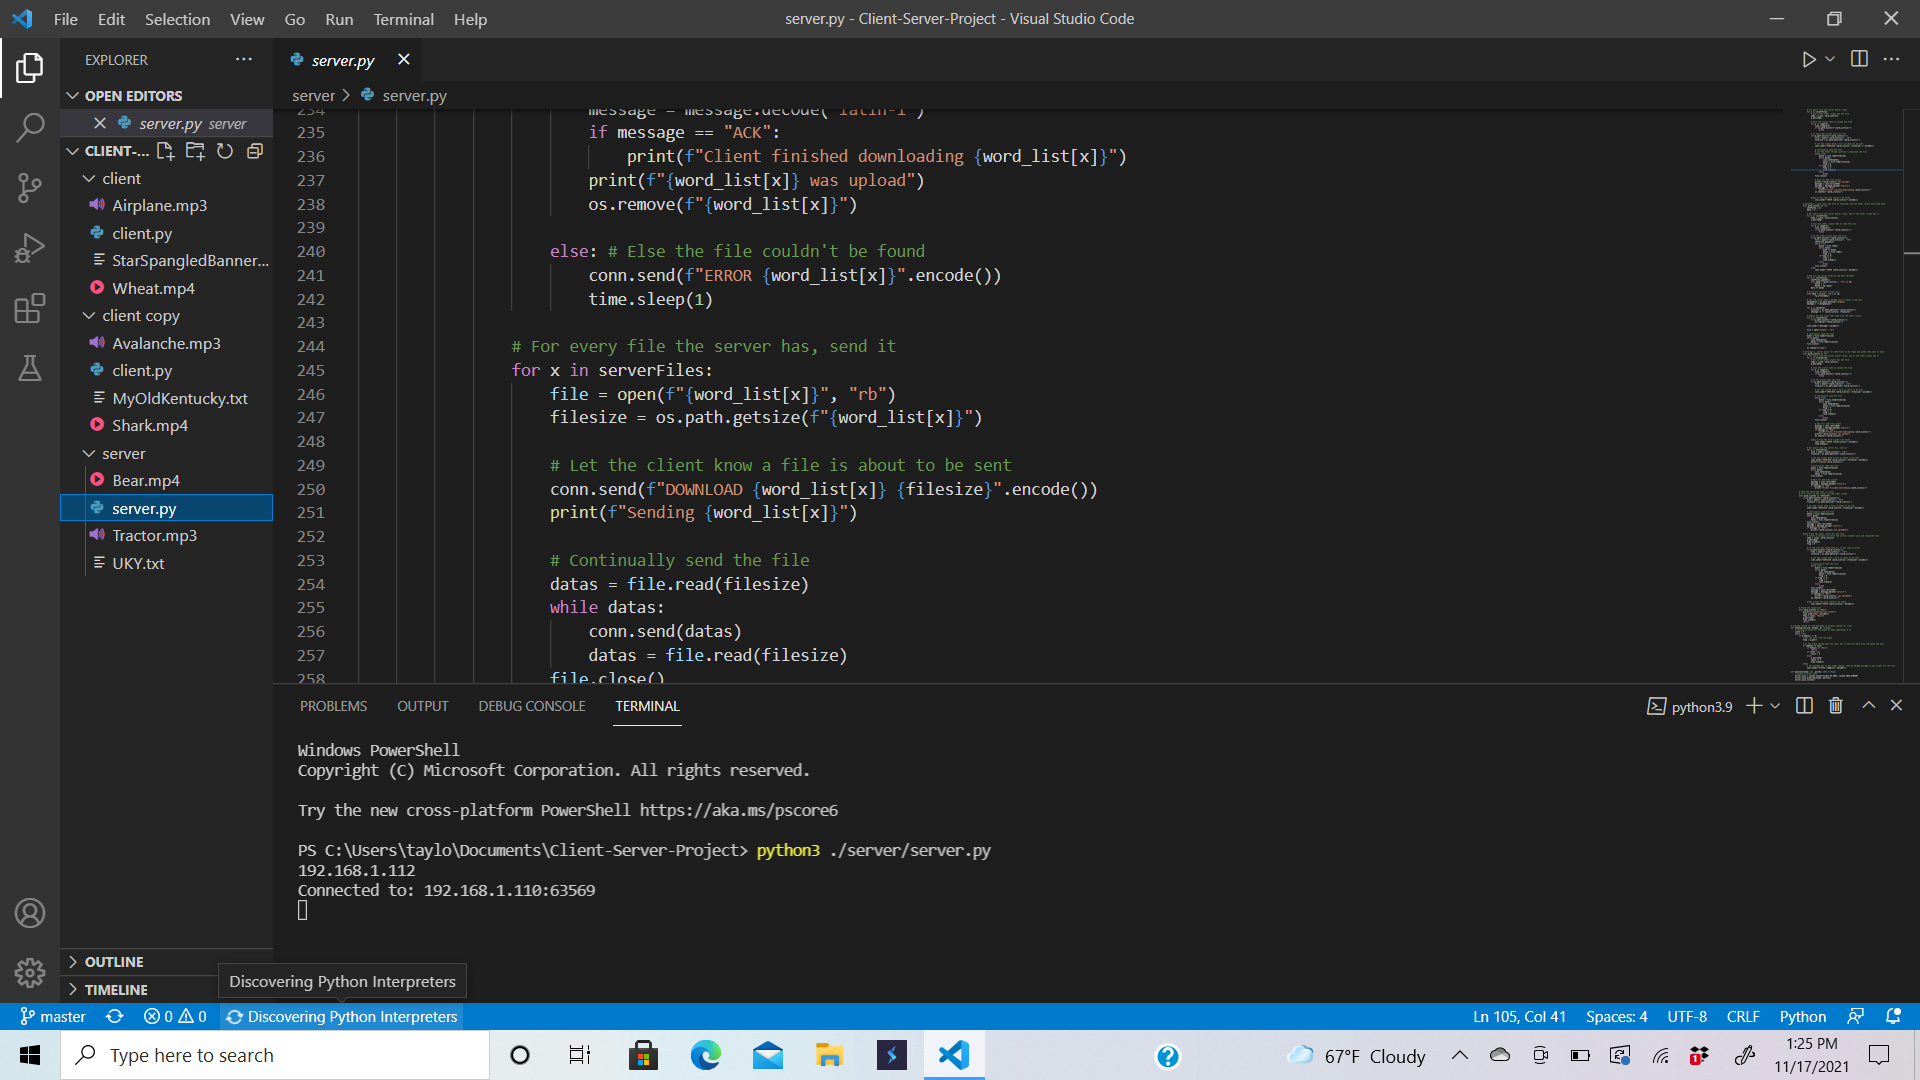 File Edit Selection View Go Run Terminal Help
server.py - Client-Server-Project - Visual Studio Code
EXPLORER
OPEN EDITORS
server.py server
CLIENT-...
client
Airplane.mp3
client.py
StarSpangledBanner...
Wheat.mp4
client copy
Avalanche.mp3
client.py
MyOldKentucky.txt
Shark.mp4
server
Bear.mp4
server.py
Tractor.mp3
UKY.txt
OUTLINE
TIMELINE
server.py
server > server.py
234 message = message.decode('latin-1')
235 if message == "ACK":
236 print(f"Client finished downloading {word_list[x]}")
237 print(f"{word_list[x]} was upload")
238 os.remove(f"{word_list[x]}")
239
240 else: # Else the file couldn't be found
241 conn.send(f"ERROR {word_list[x]}".encode())
242 time.sleep(1)
243
244 # For every file the server has, send it
245 for x in serverFiles:
246 file = open(f"{word_list[x]}", "rb")
247 filesize = os.path.getsize(f"{word_list[x]}")
248
249 # Let the client know a file is about to be sent
250 conn.send(f"DOWNLOAD {word_list[x]} {filesize}".encode())
251 print(f"Sending {word_list[x]}")
252
253 # Continually send the file
254 datas = file.read(filesize)
255 while datas:
256 conn.send(datas)
257 datas = file.read(filesize)
258 file.close()
PROBLEMS OUTPUT DEBUG CONSOLE TERMINAL
python3.9
Windows PowerShell
Copyright (C) Microsoft Corporation. All rights reserved.
Try the new cross-platform PowerShell https://aka.ms/pscore6
PS C:\Users\taylo\Documents\Client-Server-Project> python3 ./server/server.py
192.168.1.112
Connected to: 192.168.1.110:63569
Discovering Python Interpreters
master 0 0 Discovering Python Interpreters
Ln 105, Col 41 Spaces: 4 UTF-8 CRLF Python
Type here to search
67°F Cloudy
1:25 PM
11/17/2021